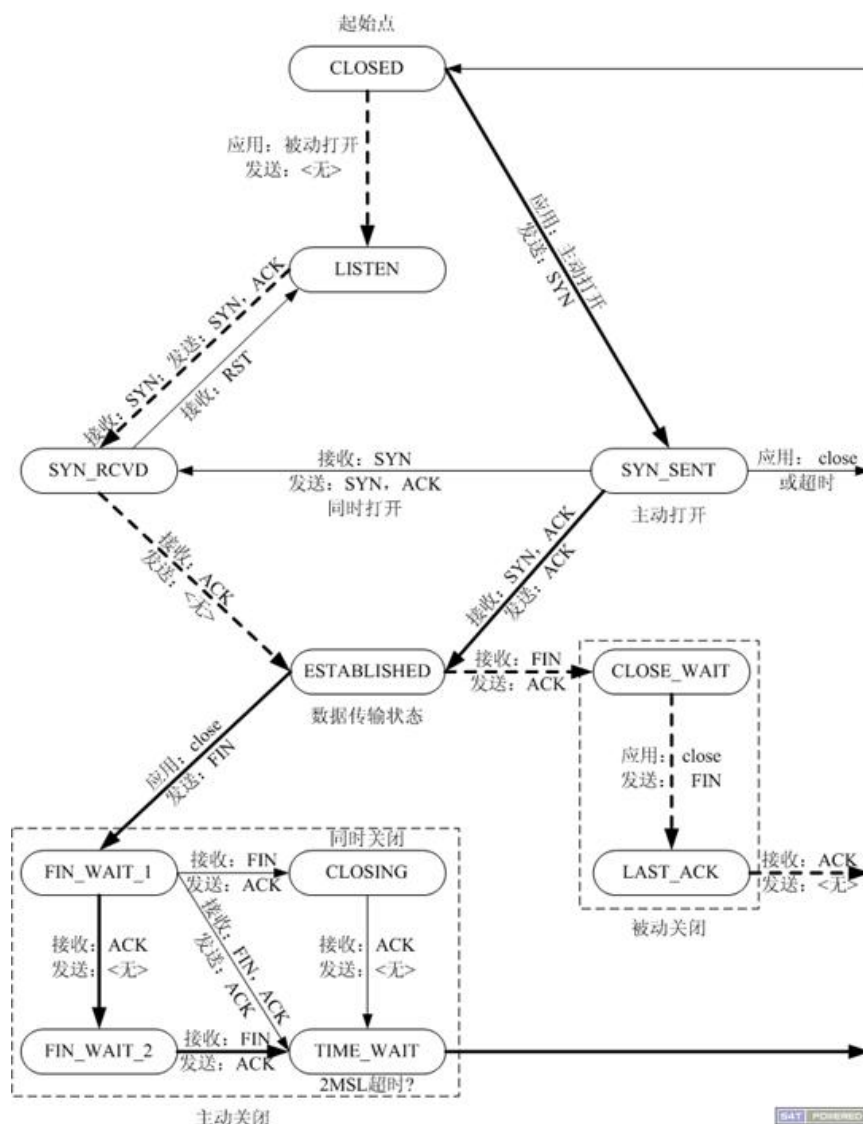 起始点
CLOSED
应用：被动打开
发送：<无>
应用：主动打开
发送：SYN
LISTEN
接收：SYN；发送：SYN，ACK
接收：RST
SYN_RCVD
接收：SYN
发送：SYN，ACK
同时打开
SYN_SENT
主动打开
应用： close
或超时
接收：ACK
发送：<无>
接收：SYN，ACK
发送：ACK
ESTABLISHED
数据传输状态
接收：FIN
发送：ACK
CLOSE_WAIT
应用：close
发送：FIN
应用： close
发送： FIN
同时关闭
FIN_WAIT_1
接收：FIN
发送：ACK
CLOSING
LAST_ACK
接收：ACK
发送：<无>
被动关闭
接收：ACK
发送：<无>
接收：FIN，ACK
发送：ACK
接收：ACK
发送：<无>
FIN_WAIT_2
接收：FIN
发送：ACK
TIME_WAIT
2MSL超时?
主动关闭
S4T POWERED